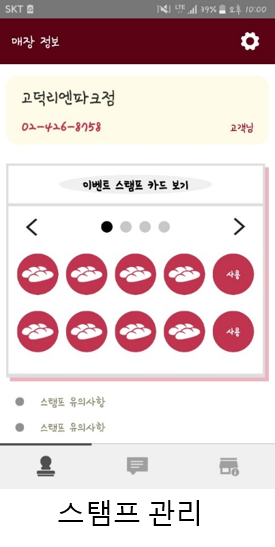 SKT LTE 39% 오후 10:00
매장 정보
고덕리엔파크점
02-426-8758 고객님
이벤트 스탬프 카드 보기
사용
사용
스탬프 유의사항
스탬프 유의사항
스탬프 관리